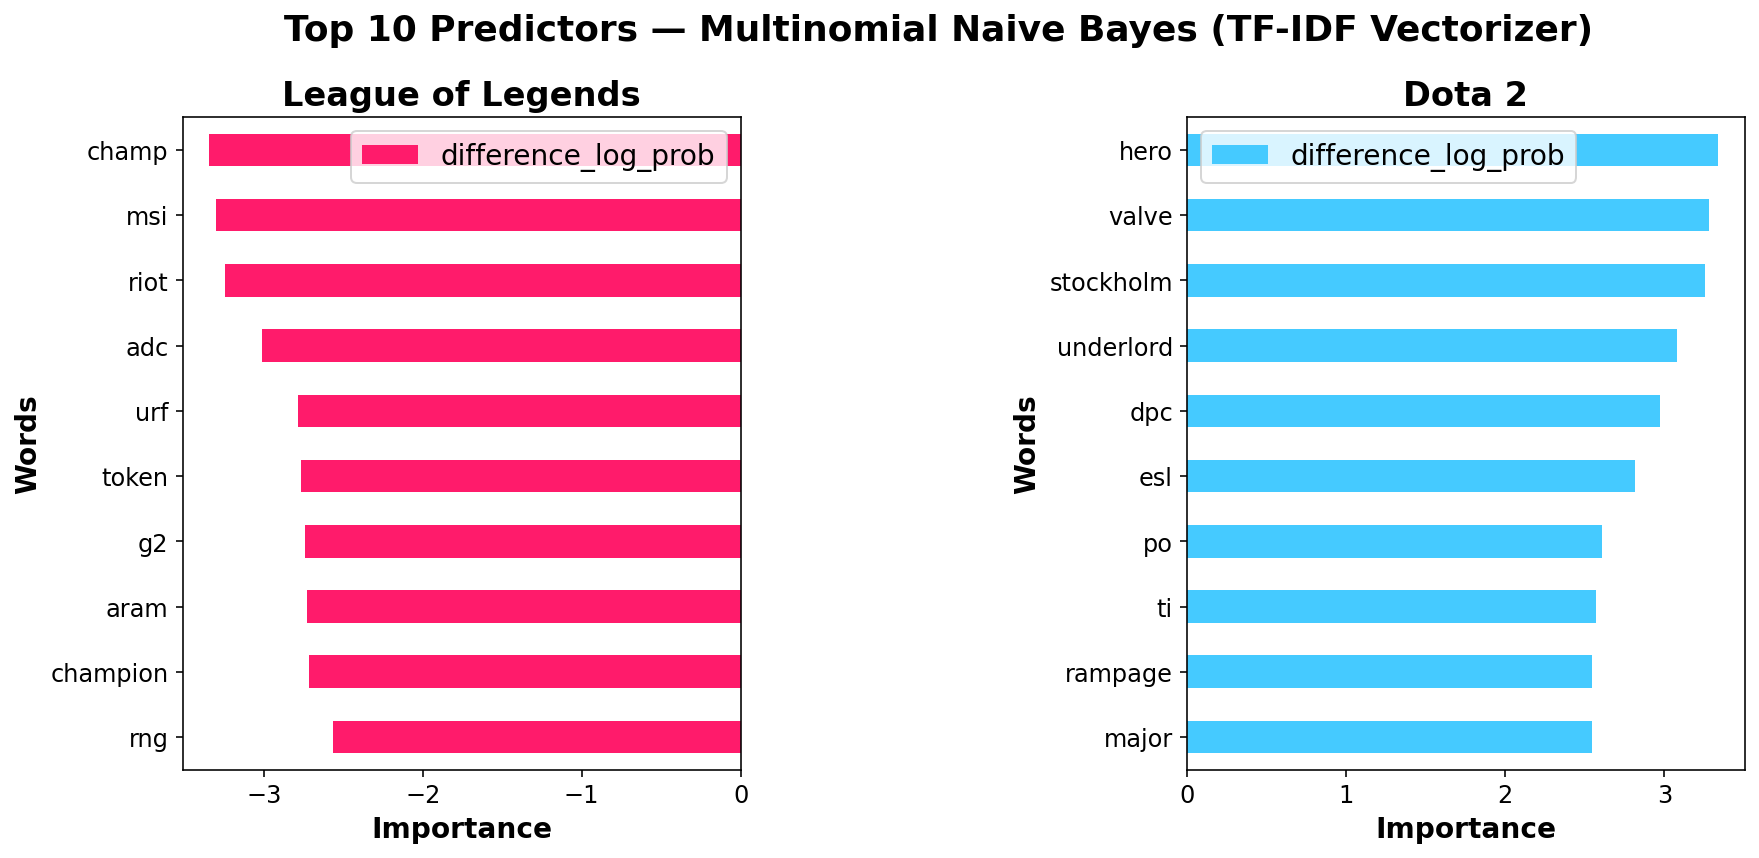 Top 10 Predictors — Multinomial Naive Bayes (TF-IDF Vectorizer)
League of Legends
difference_log_prob
Words
champ
msi
riot
adc
urf
token
g2
aram
champion
rng
−3
−2
−1
0
Importance
Dota 2
difference_log_prob
Words
hero
valve
stockholm
underlord
dpc
esl
po
ti
rampage
major
0
1
2
3
Importance